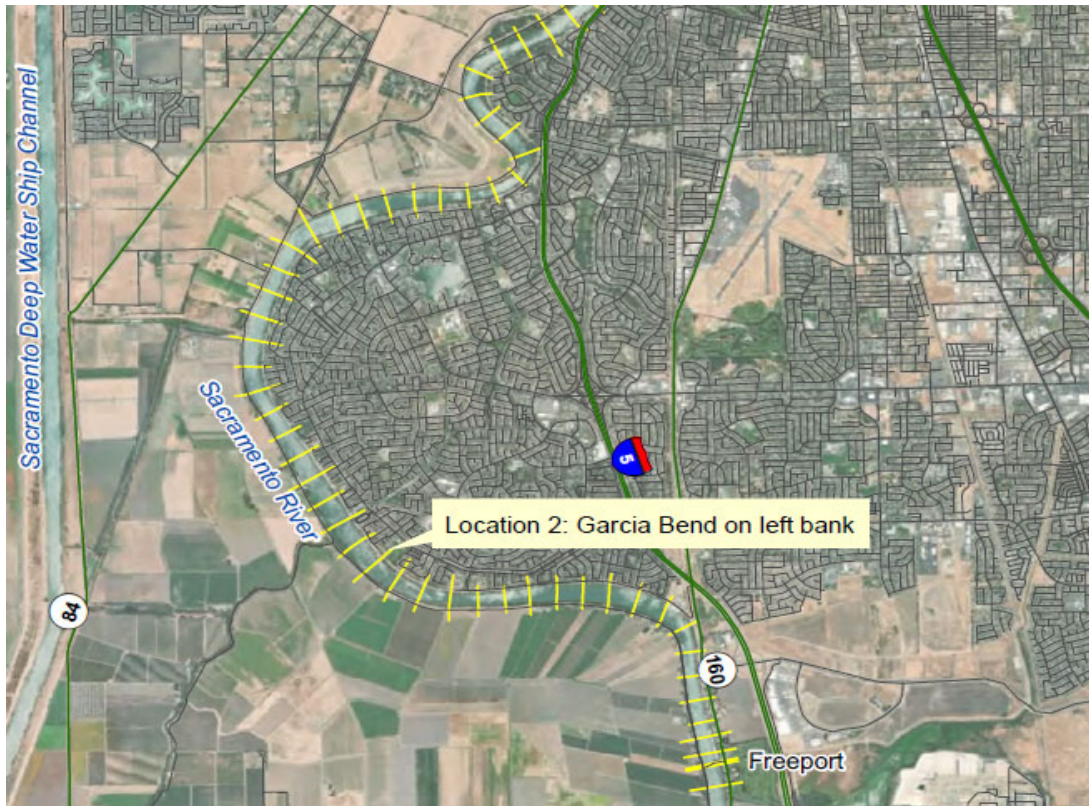 Sacramento Deep Water Ship Channel
Sacramento River
5
Location 2: Garcia Bend on left bank
84
160
Freeport